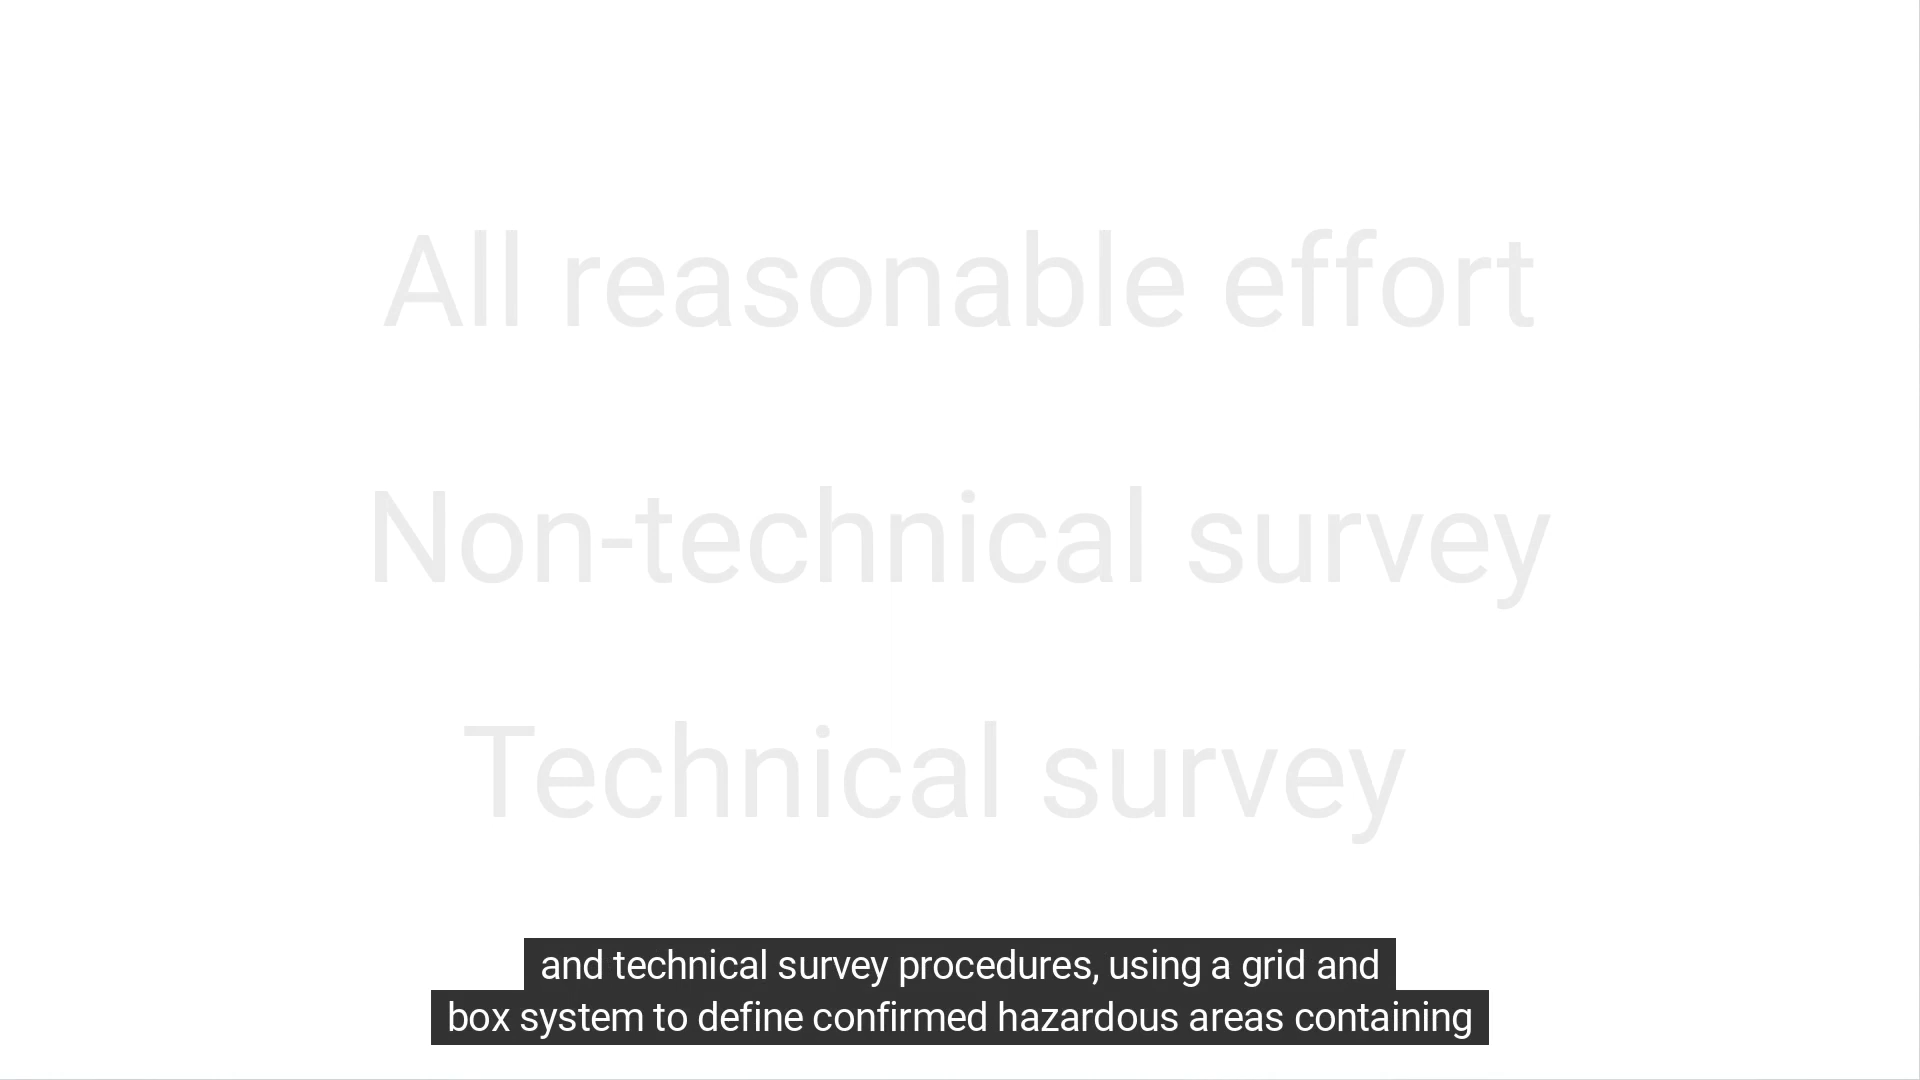 All reasonable effort
Non-technical survey
Technical survey
and technical survey procedures, using a grid and
box system to define confirmed hazardous areas containing